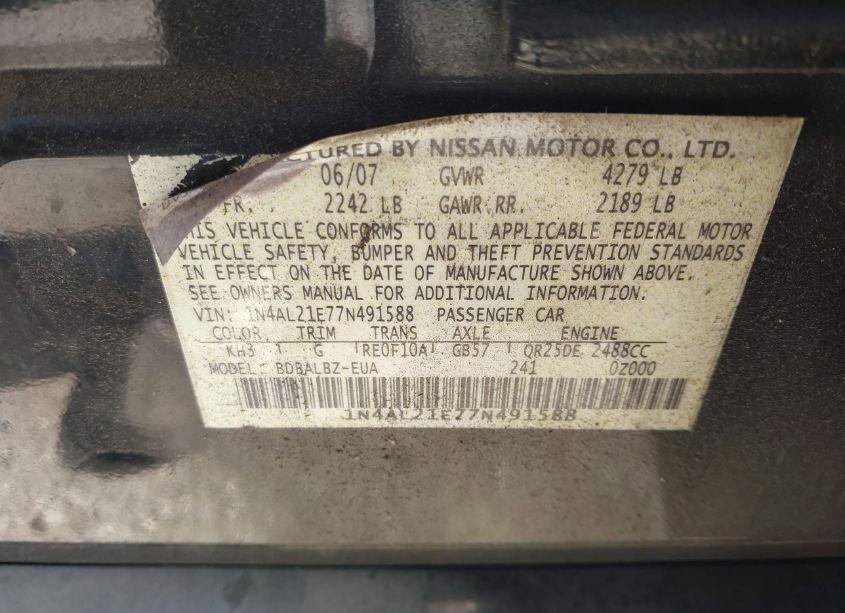 CTURED BY NISSAN MOTOR CO., LTD.
06/07 GVWR 4279 LB
FR. 2242 LB GAWR RR. 2189 LB
HIS VEHICLE CONFORMS TO ALL APPLICABLE FEDERAL MOTOR
VEHICLE SAFETY, BUMPER AND THEFT PREVENTION STANDARDS
IN EFFECT ON THE DATE OF MANUFACTURE SHOWN ABOVE.
SEE OWNERS MANUAL FOR ADDITIONAL INFORMATION.
VIN: 1N4AL21E77N491588 PASSENGER CAR
COLOR TRIM TRANS AXLE ENGINE
KH3 G RE0F10A GB57 QR25DE 2488CC
MODEL: BDBALBZ-EUA 241 0Z000
1N4AL21E77N491588